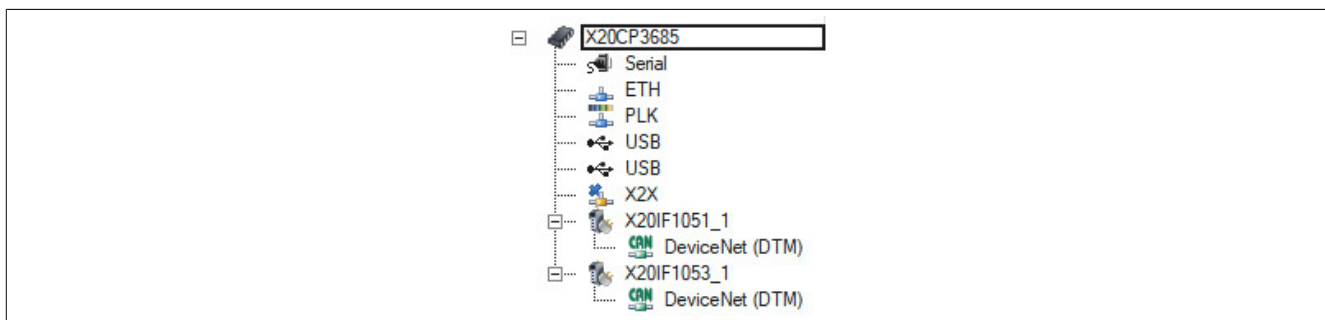 X20CP3685
Serial
ETH
PLK
USB
USB
X2X
X20IF1051_1
CAN DeviceNet (DTM)
X20IF1053_1
CAN DeviceNet (DTM)